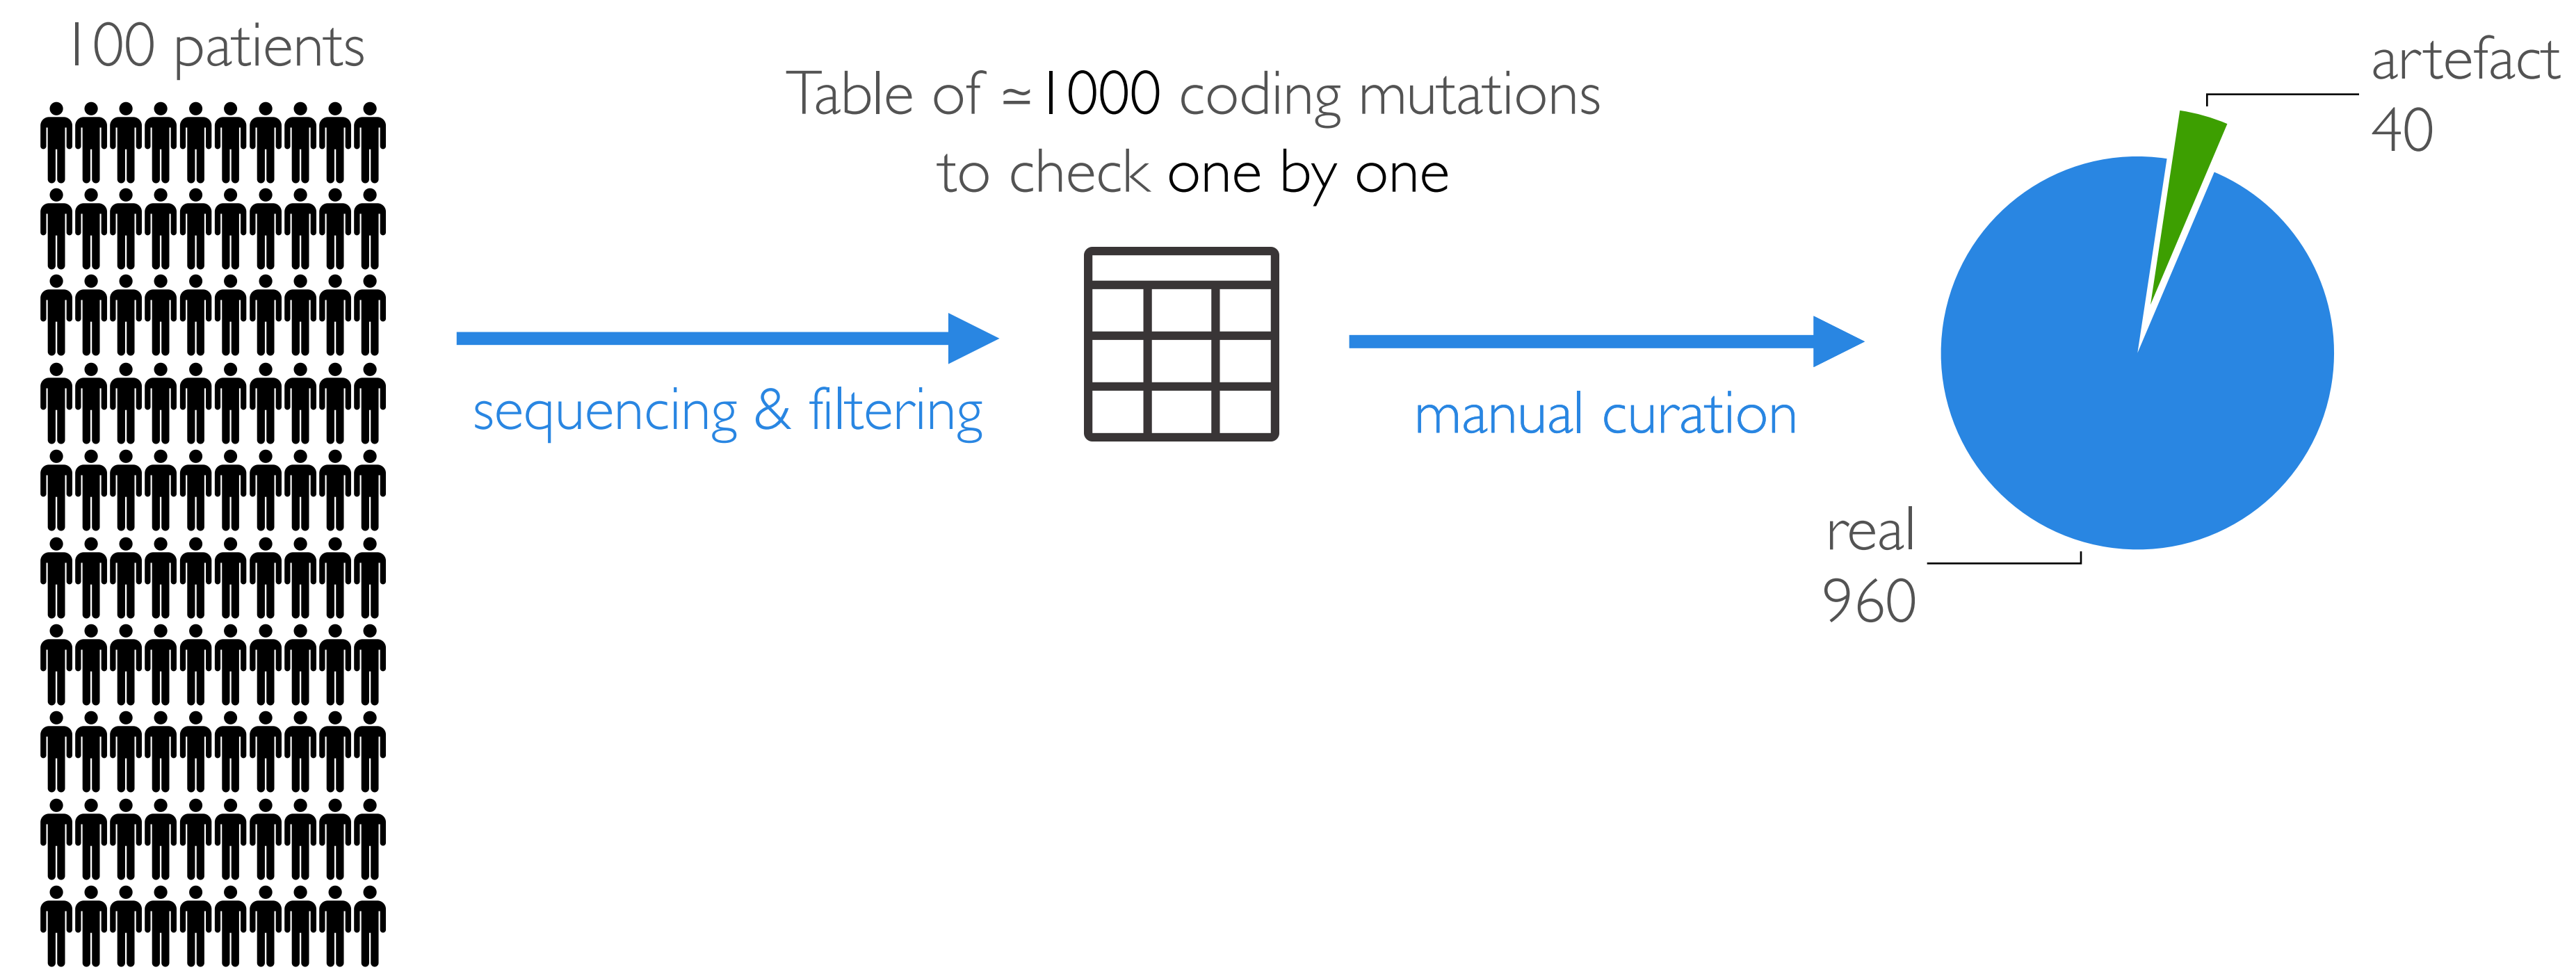 100 patients
Table of ≃1000 coding mutations
to check one by one
sequencing & filtering
manual curation
artefact
40
real
960